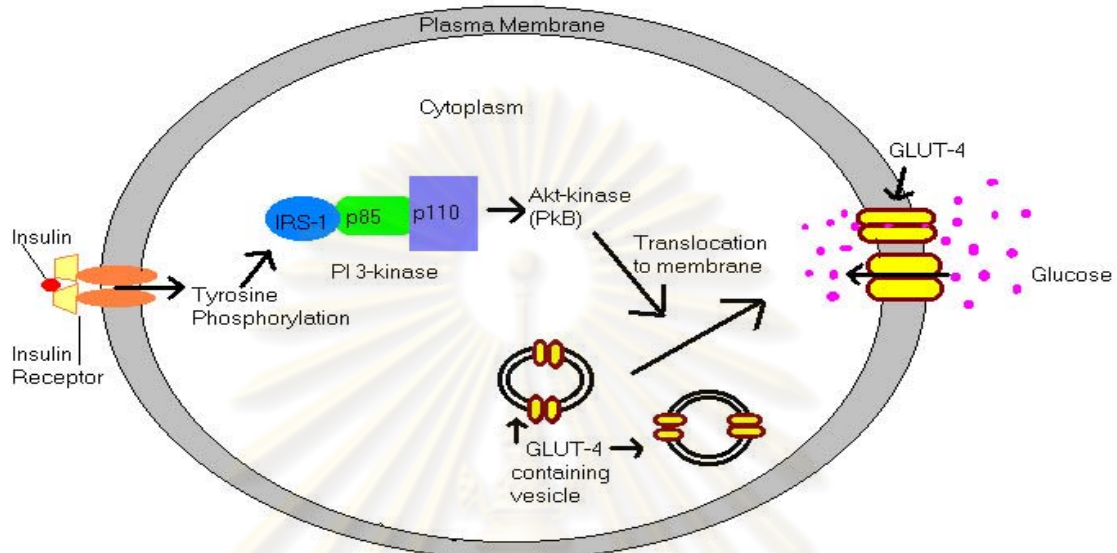 Plasma Membrane
Cytoplasm
GLUT-4
IRS-1
p85
p110
Akt-kinase
(PkB)
Insulin
PI 3-kinase
Translocation
to membrane
Glucose
Tyrosine
Phosphorylation
Insulin
Receptor
GLUT-4
containing
vesicle